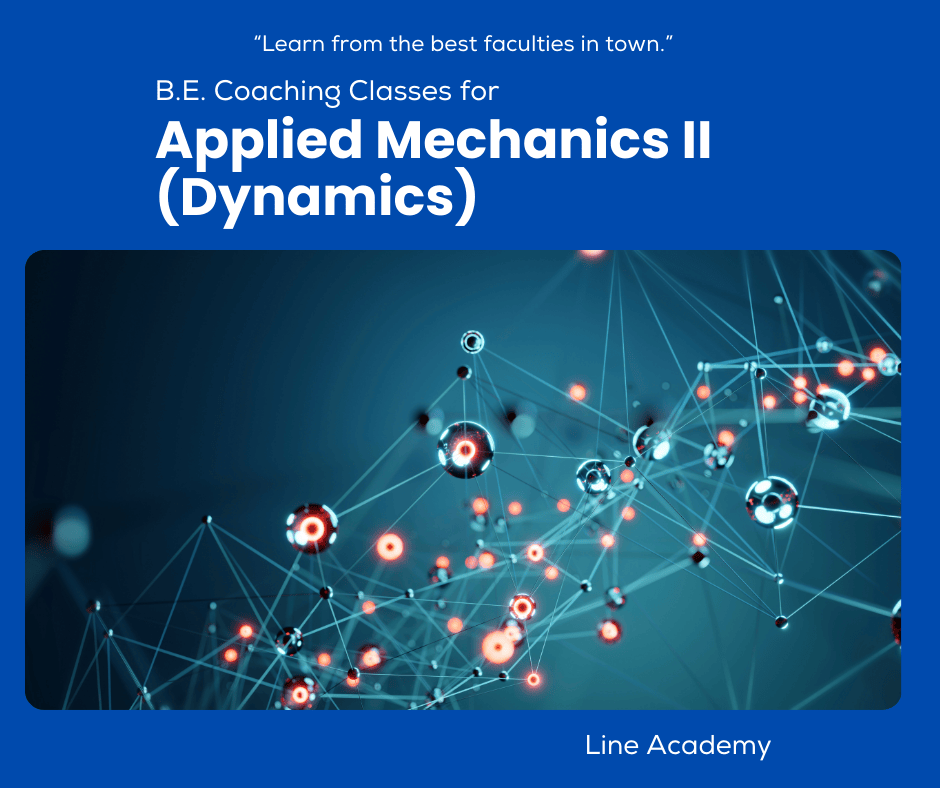 “Learn from the best faculties in town.”
B.E. Coaching Classes for
Applied Mechanics II
(Dynamics)
Line Academy